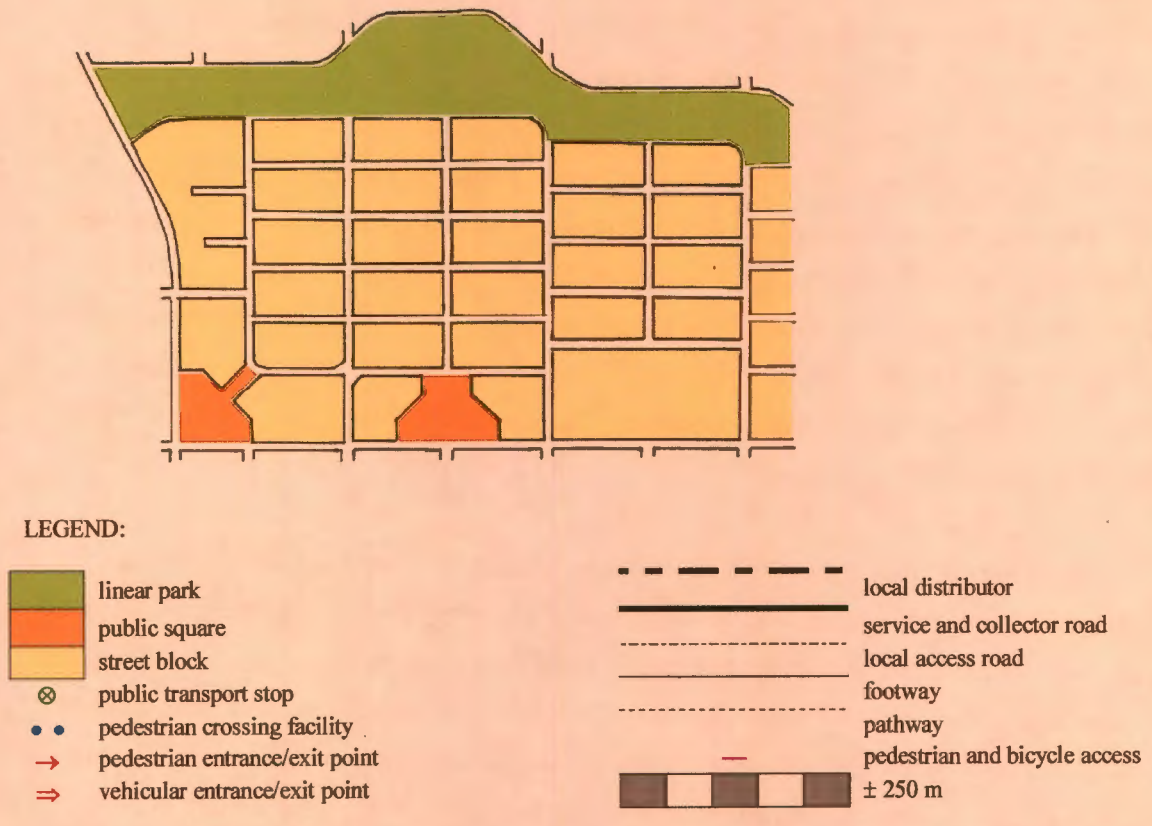 LEGEND:
linear park
public square
street block
public transport stop
pedestrian crossing facility
pedestrian entrance/exit point
vehicular entrance/exit point
local distributor
service and collector road
local access road
footway
pathway
pedestrian and bicycle access
± 250 m